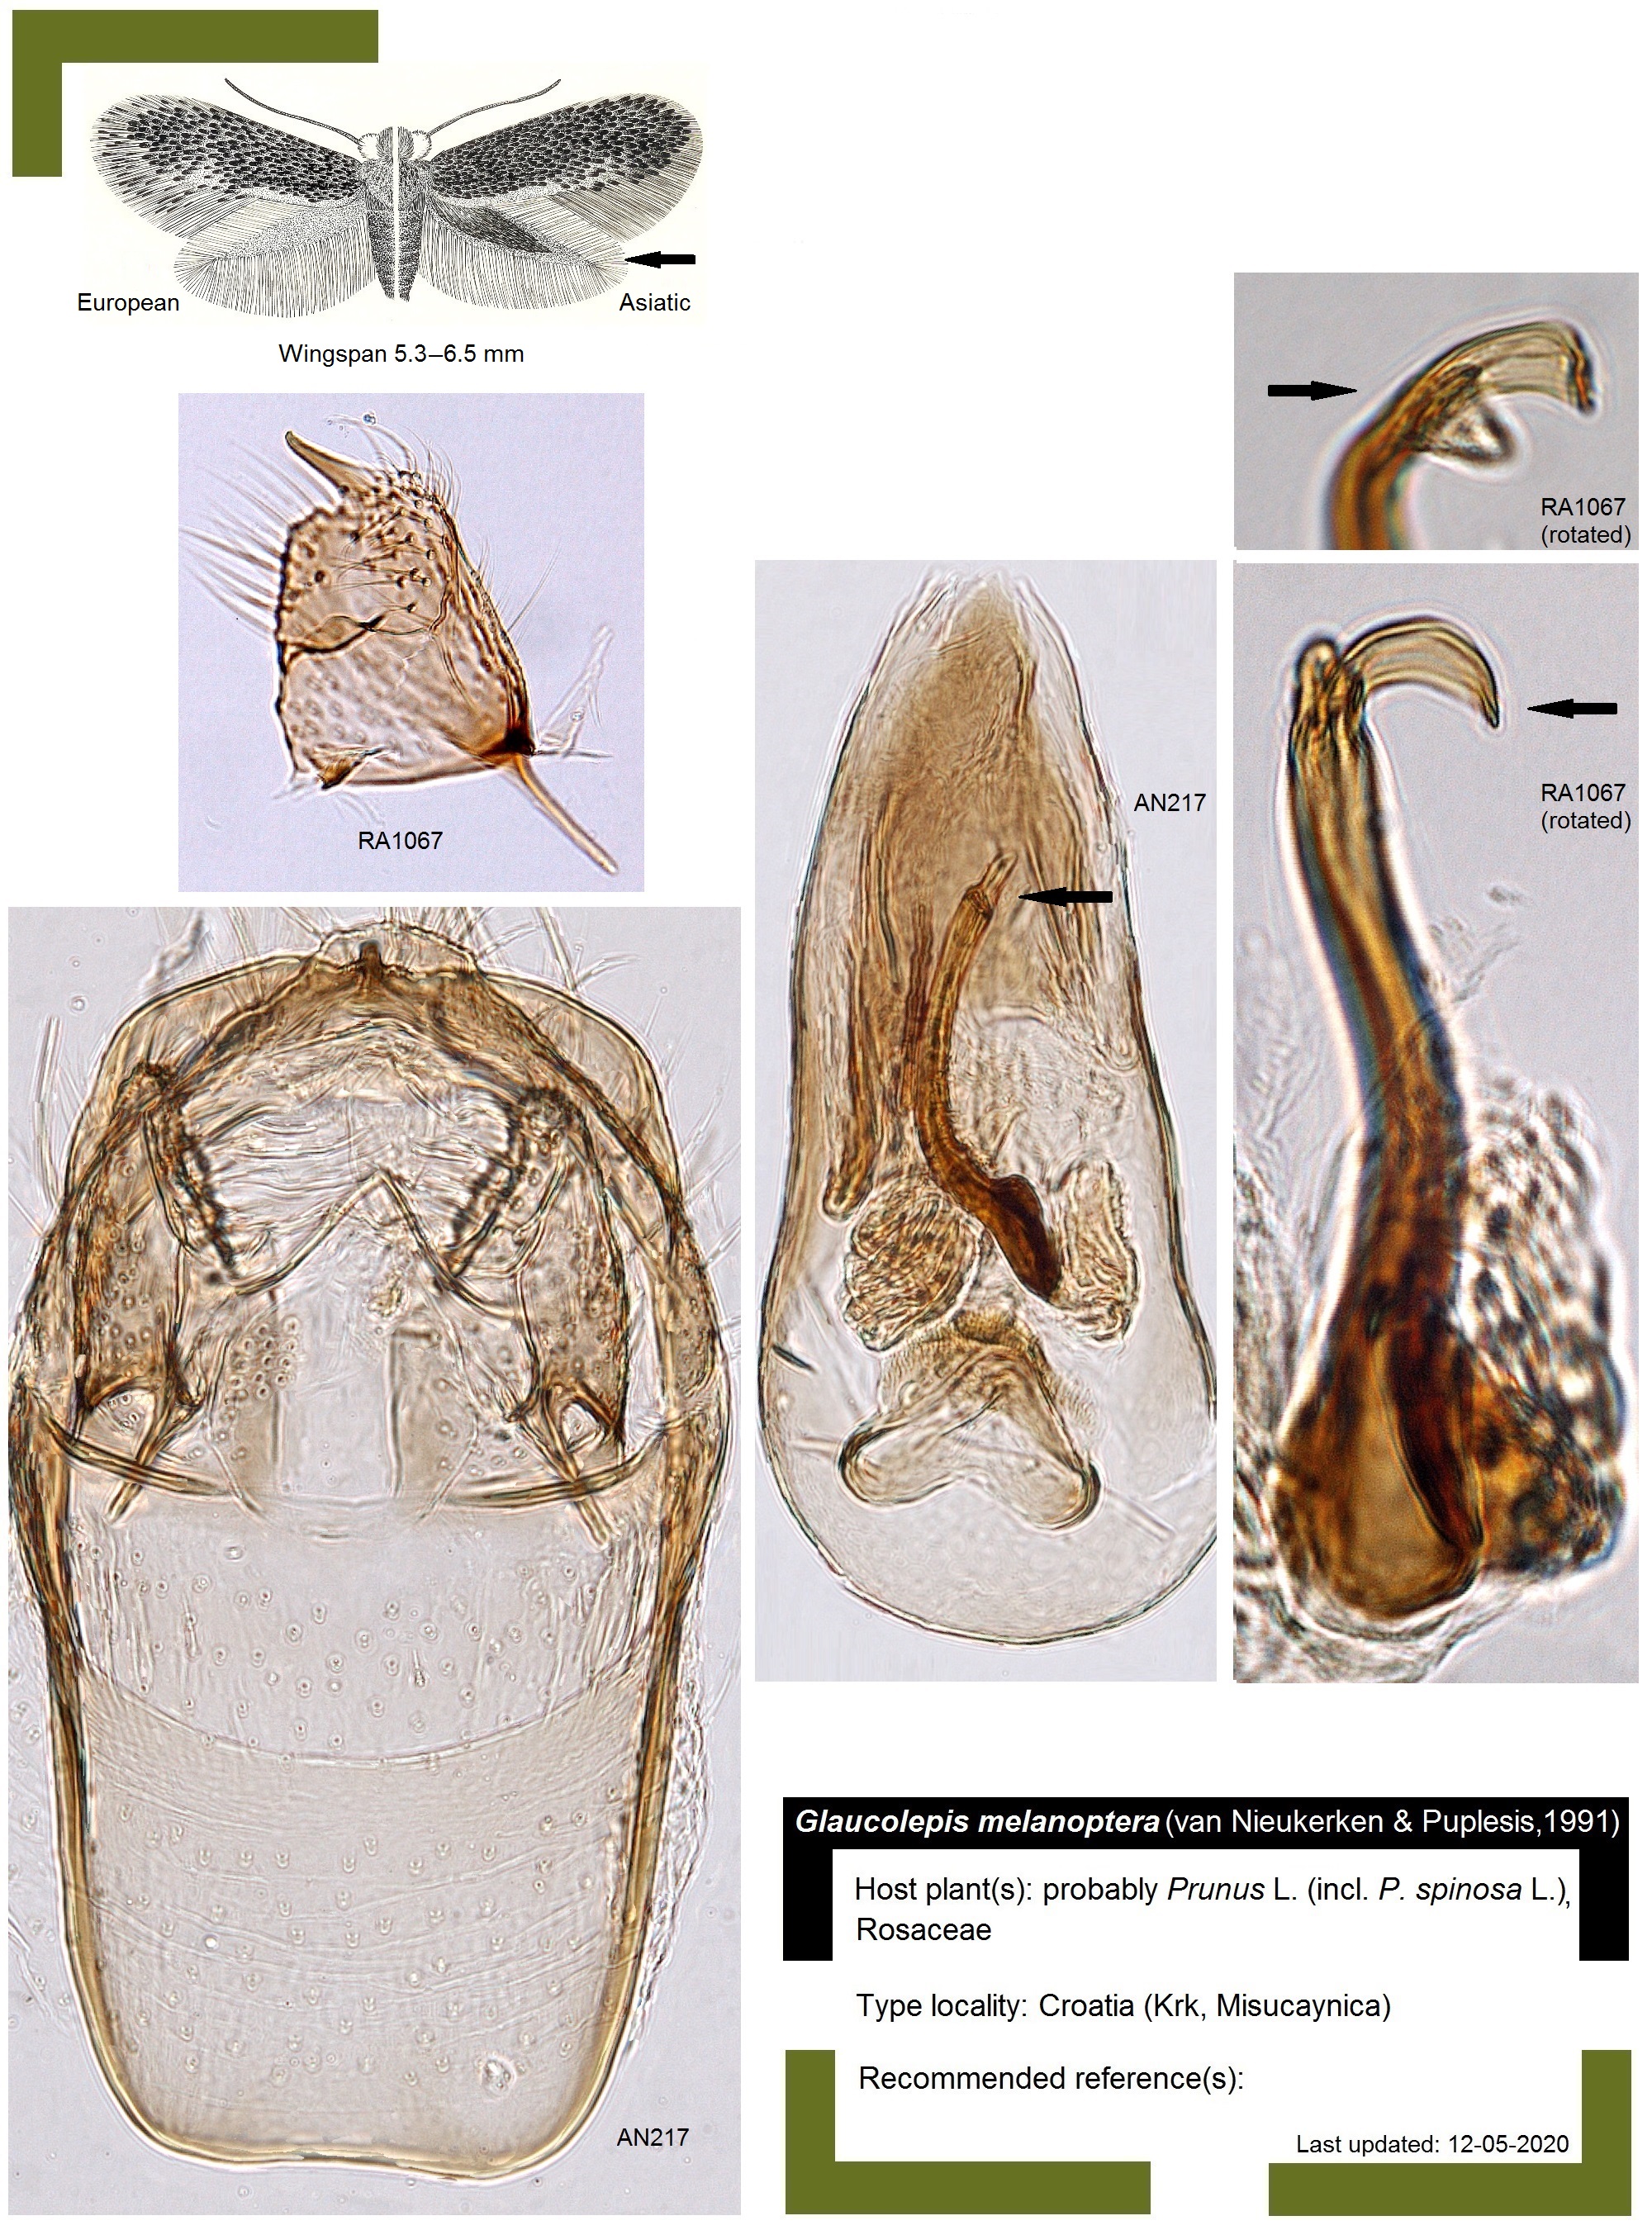 European
Asiatic
Wingspan 5.3–6.5 mm
RA1067
RA1067
(rotated)
AN217
RA1067
(rotated)
AN217
Glaucolepis melanoptera (van Nieukerken & Puplesis,1991)
Host plant(s): probably Prunus L. (incl. P. spinosa L.),
Rosaceae
Type locality: Croatia (Krk, Misucaynica)
Recommended reference(s):
Last updated: 12-05-2020